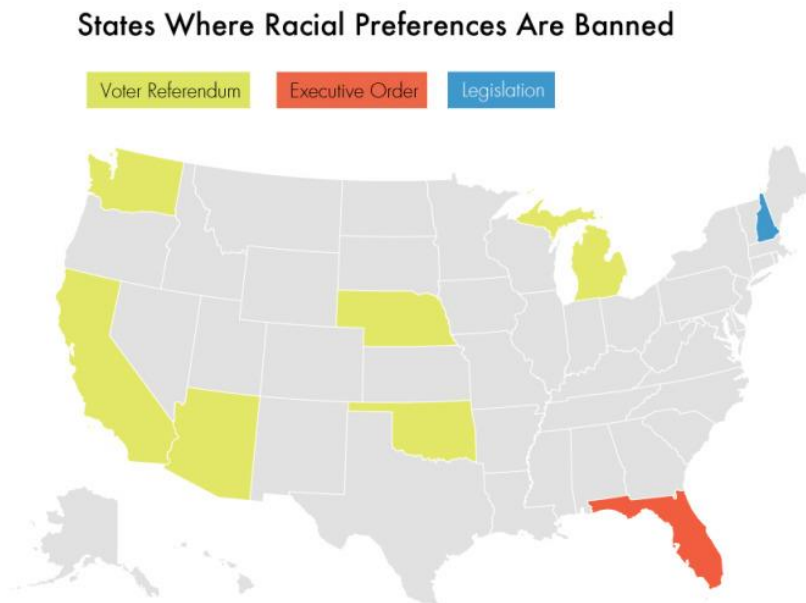 States Where Racial Preferences Are Banned
Voter Referendum
Executive Order
Legislation